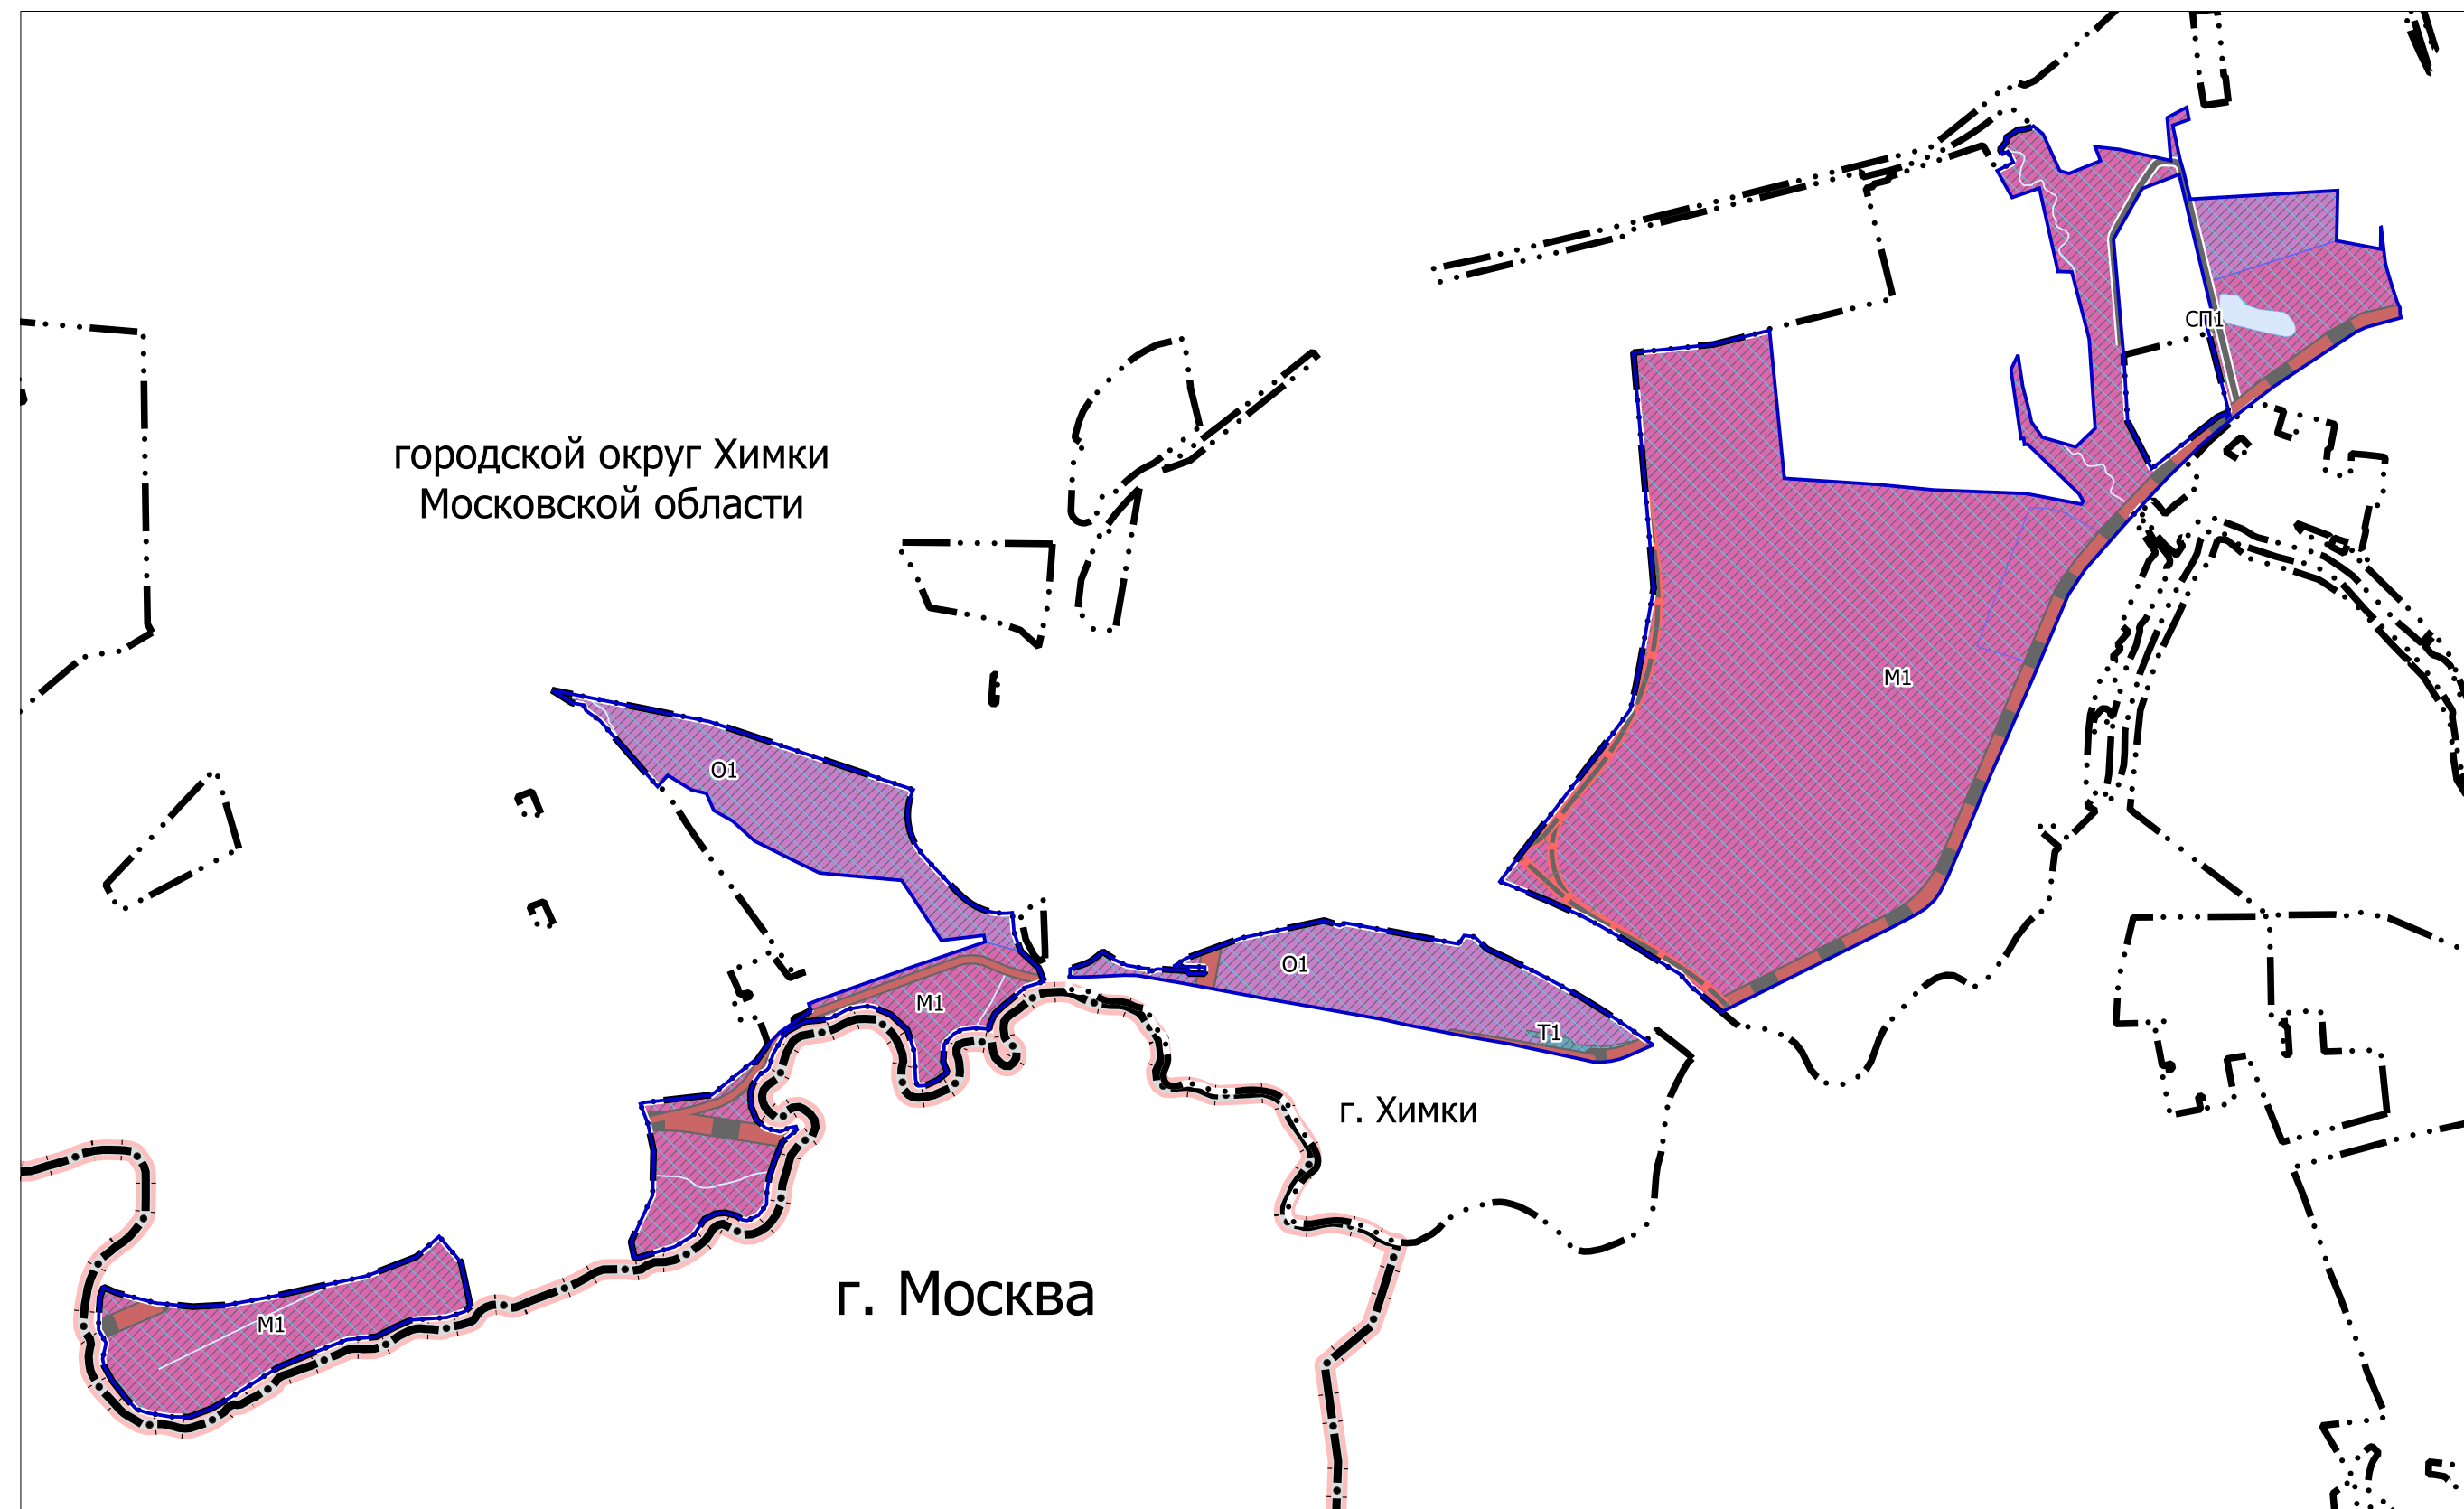 СП1
городской округ Химки
Московской области
М1
О1
О1
М1
Т1
г. Химки
г. Москва
М1